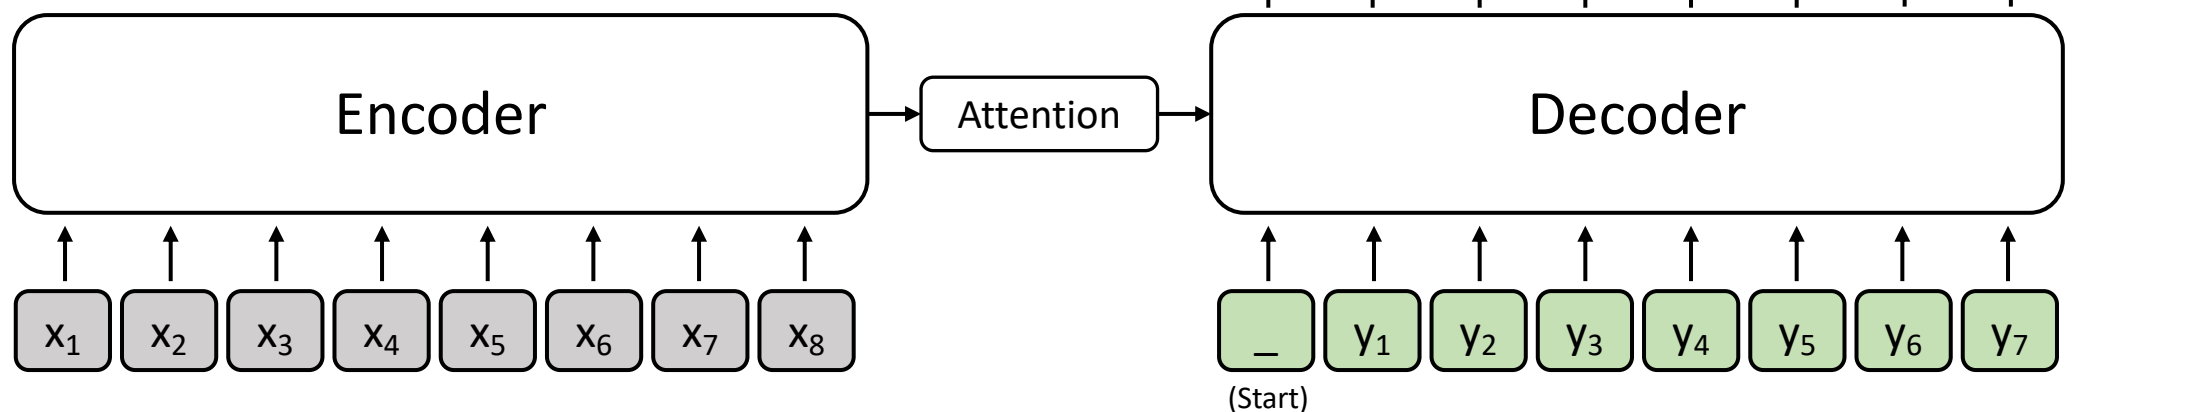 Encoder
Attention
Decoder
x₁ x₂ x₃ x₄ x₅ x₆ x₇ x₈
_ y₁ y₂ y₃ y₄ y₅ y₆ y₇
(Start)